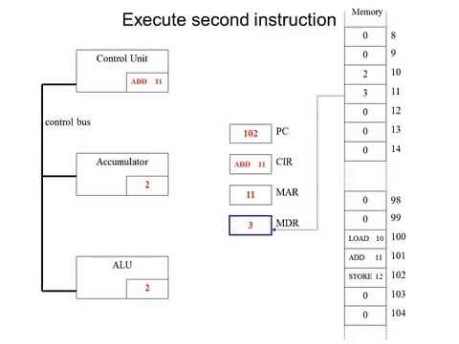 Execute second instruction
Memory
0 8
0 9
2 10
3 11
0 12
0 13
0 14
0 98
0 99
LOAD 10 100
ADD 11 101
STORE 12 102
0 103
0 104
Control Unit
ADD 11
control bus
Accumulator
2
ALU
2
102 PC
ADD 11 CIR
11 MAR
3 MDR